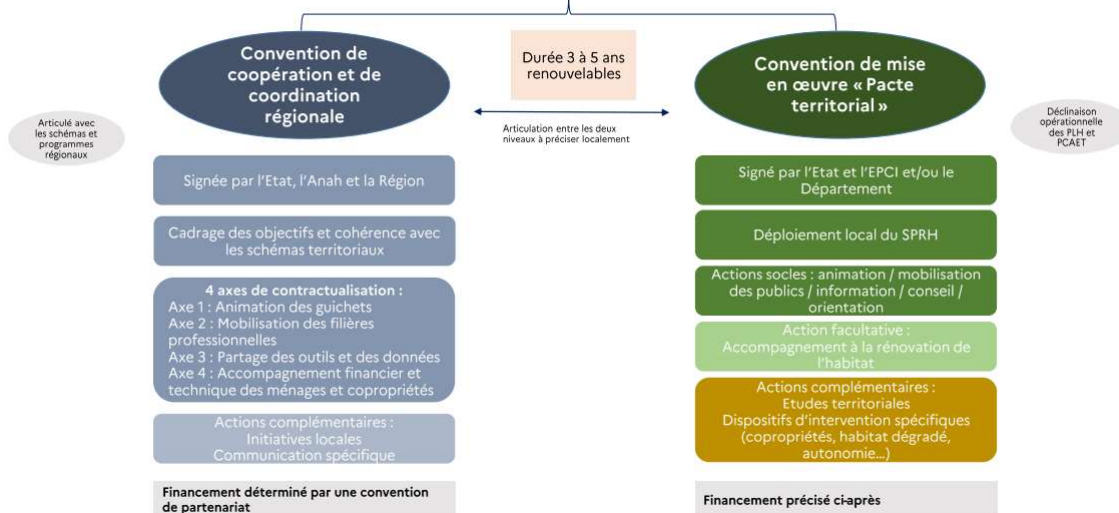 Convention de
coopération et de
coordination
régionale
Durée 3 à 5 ans
renouvelables
Convention de mise
en œuvre « Pacte
territorial »
Articulé avec
les schémas et
programmes
régionaux
Articulation entre les deux
niveaux à préciser localement
Déclinaison
opérationnelle
des PLH et
PCAET
Signée par l'Etat, l'Anah et la Région
Cadrage des objectifs et cohérence avec
les schémas territoriaux
4 axes de contractualisation :
Axe 1 : Animation des guichets
Axe 2 : Mobilisation des filières
professionnelles
Axe 3 : Partage des outils et des données
Axe 4 : Accompagnement financier et
technique des ménages et copropriétés
Actions complémentaires :
Initiatives locales
Communication spécifique
Financement déterminé par une convention
de partenariat
Signé par l'Etat et l'EPCI et/ou le
Département
Déploiement local du SPRH
Actions socles : animation / mobilisation
des publics / information / conseil /
orientation
Action facultative :
Accompagnement à la rénovation de
l'habitat
Actions complémentaires :
Etudes territoriales
Dispositifs d'intervention spécifiques
(copropriétés, habitat dégradé,
autonomie...)
Financement précisé ci-après